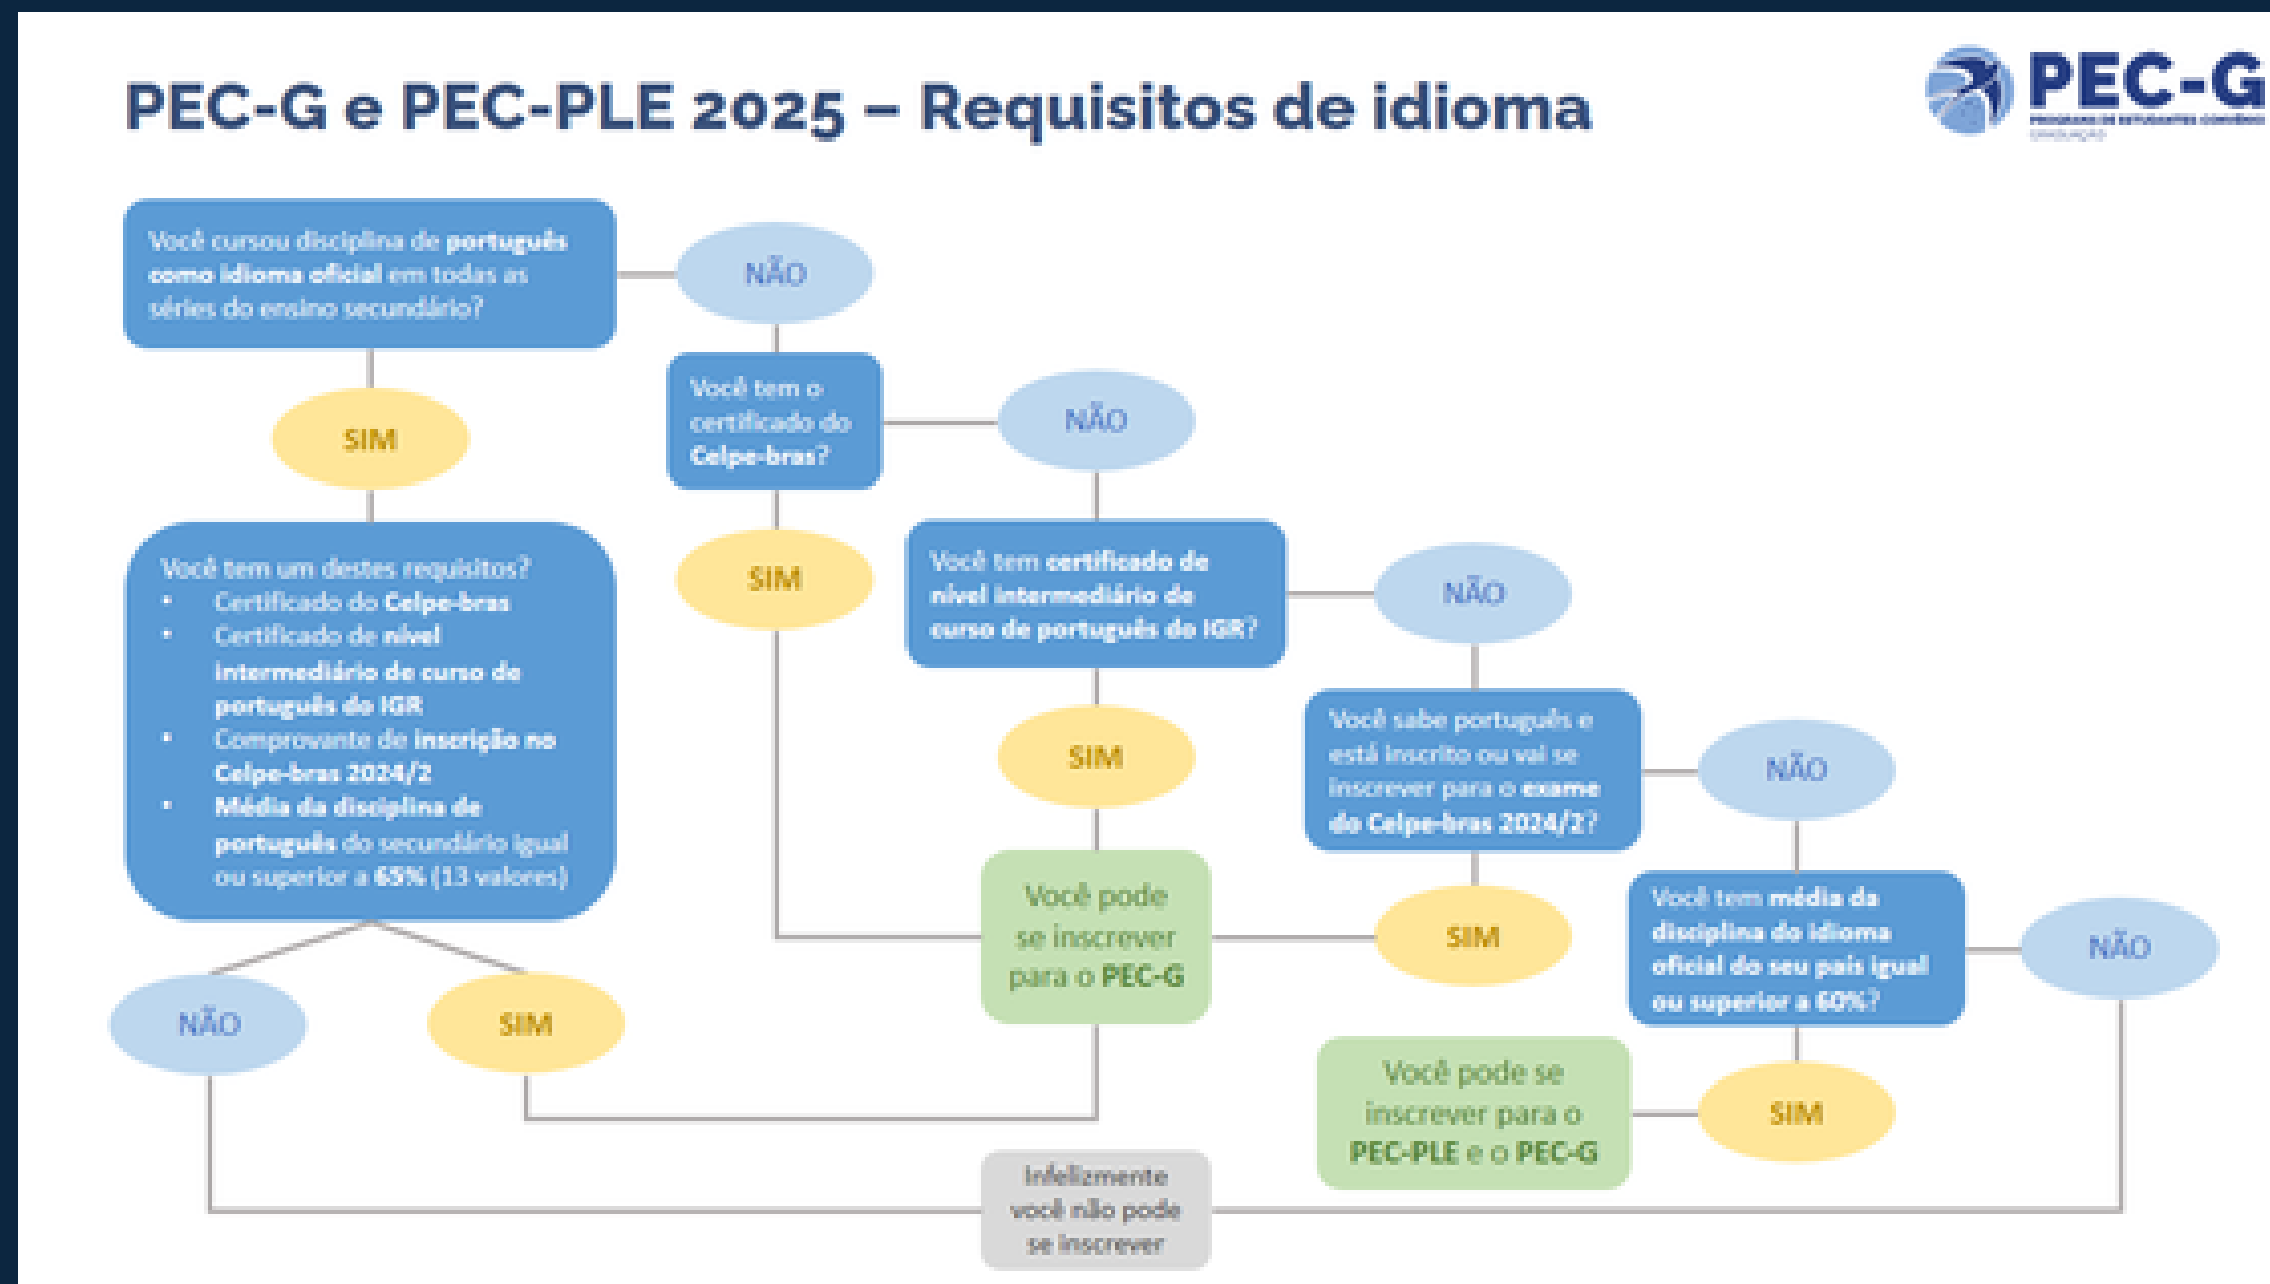 PEC-G e PEC-PLE 2025 – Requisitos de idioma
PEC-G
PROGRAMA DE ESTUDANTES-CONVÊNIO
GRADUAÇÃO
Você cursou disciplina de português
como idioma oficial em todas as
séries do ensino secundário?
NÃO
SIM
Você tem o
certificado do
Celpe-bras?
NÃO
SIM
Você tem um destes requisitos?
• Certificado do Celpe-bras
• Certificado de nível
intermediário de curso de
português do IGR
• Comprovante de inscrição no
Celpe-bras 2024/2
• Média da disciplina de
português do secundário igual
ou superior a 65% (13 valores)
NÃO
SIM
Você tem certificado de
nível intermediário de
curso de português do IGR?
NÃO
SIM
Você pode
se inscrever
para o PEC-G
Você sabe português e
está inscrito ou vai se
inscrever para o exame
do Celpe-bras 2024/2?
NÃO
SIM
Você tem média da
disciplina do idioma
oficial do seu país igual
ou superior a 60%?
NÃO
SIM
Você pode se
inscrever para o
PEC-PLE e o PEC-G
Infelizmente
você não pode
se inscrever